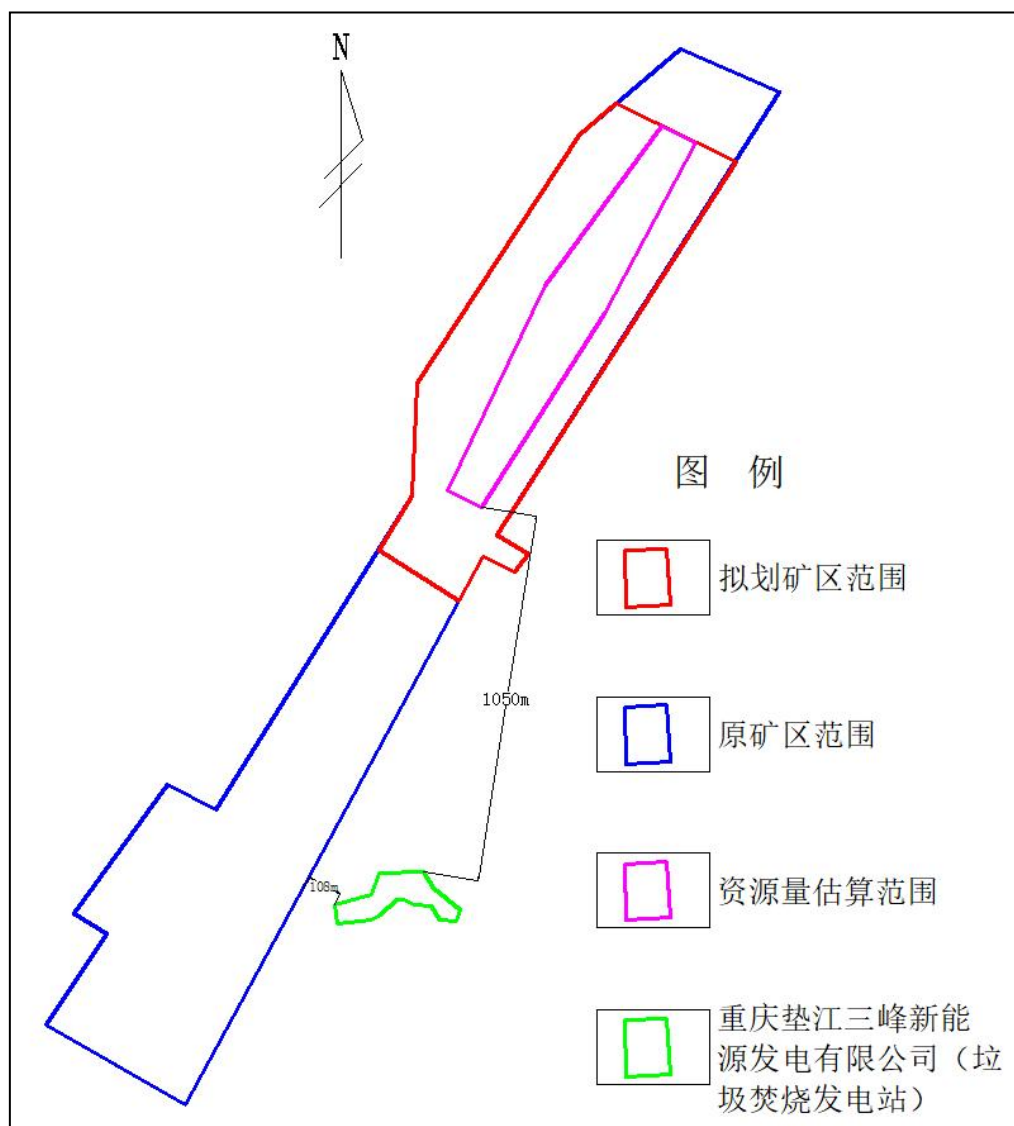 N
图 例
拟划矿区范围
1050m
原矿区范围
108m
资源量估算范围
重庆垫江三峰新能
源发电有限公司（垃
圾焚烧发电站）